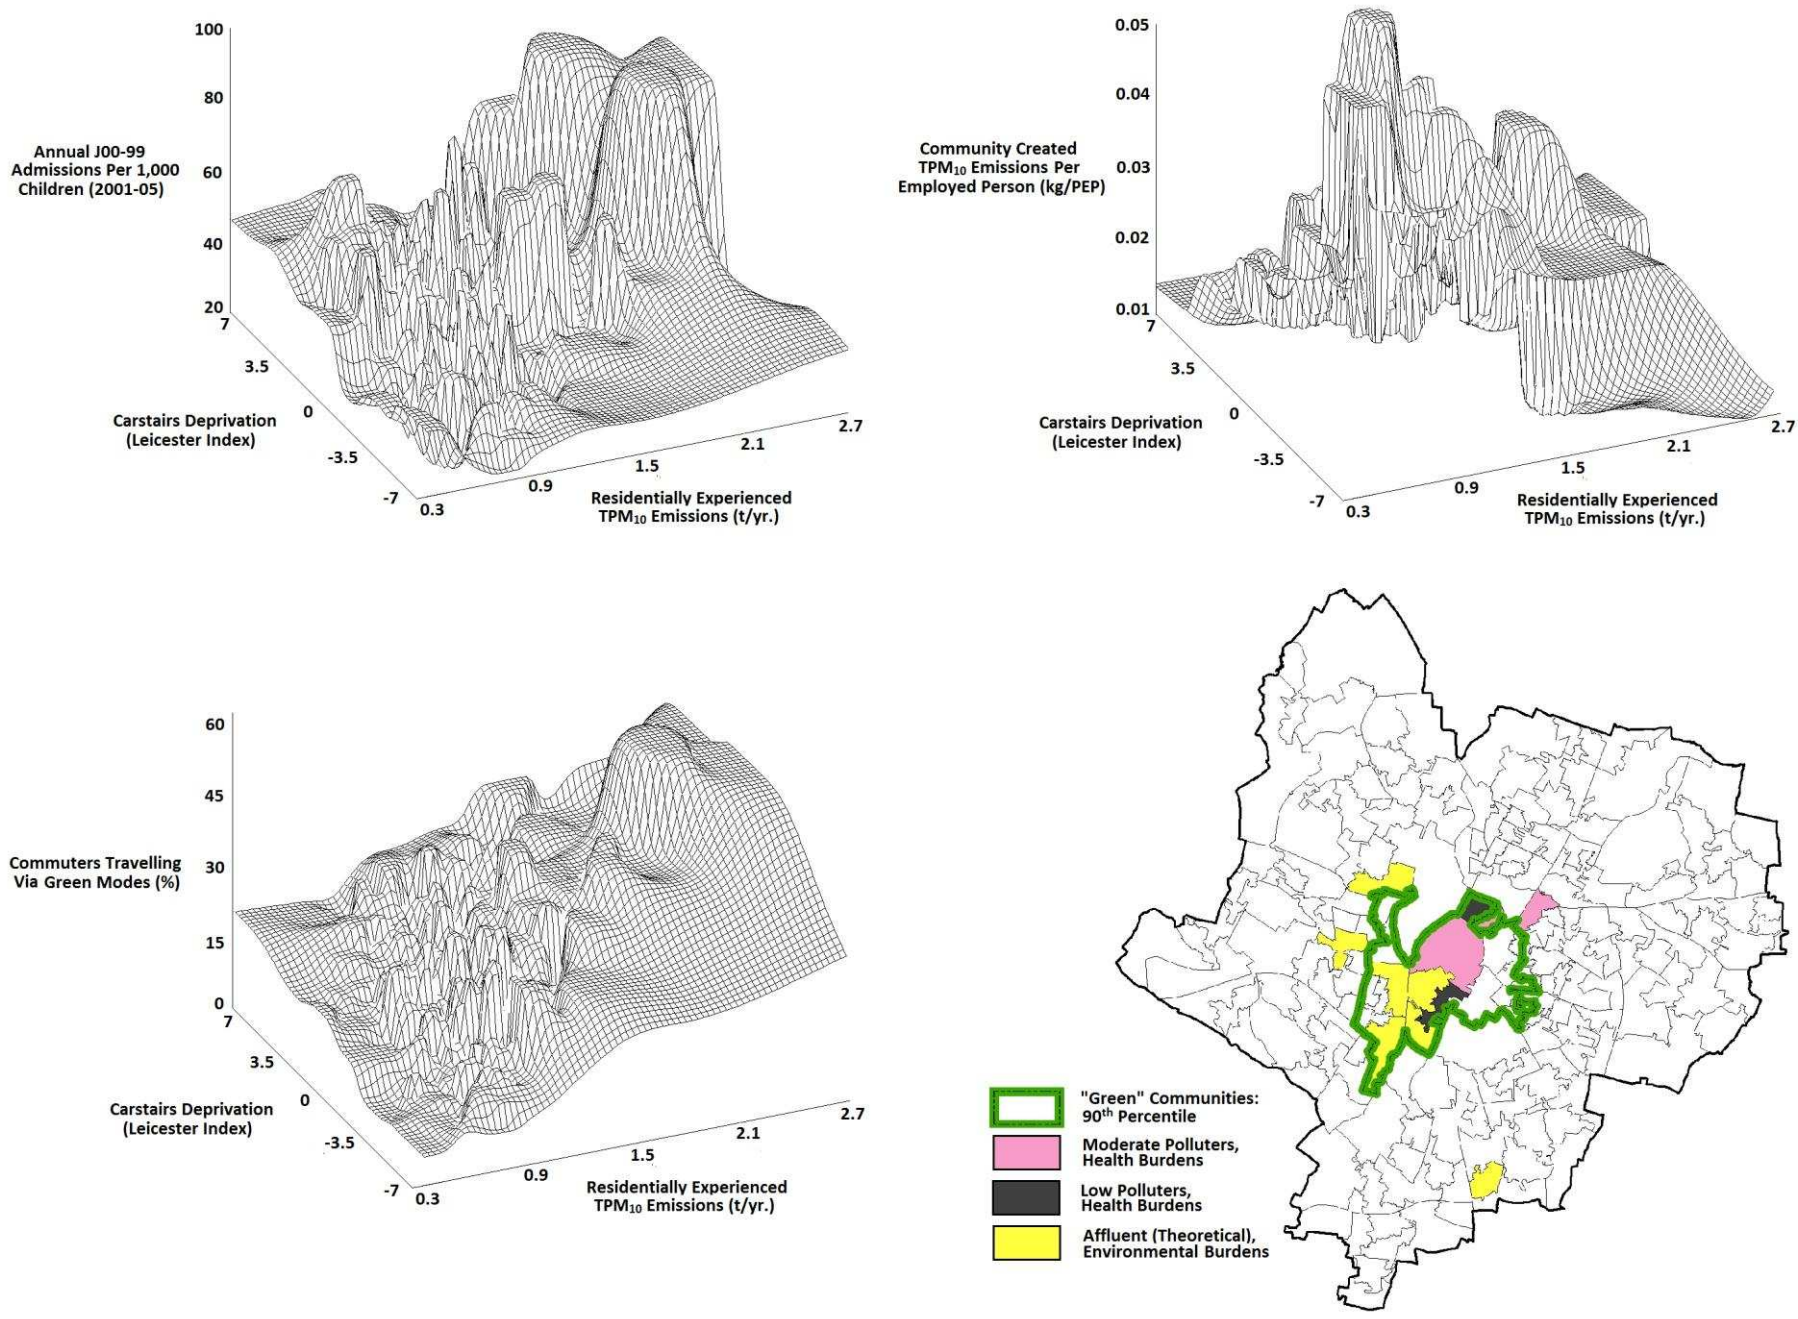 100
80
60
40
20
Annual J00-99
Admissions Per 1,000
Children (2001-05)
7
3.5
0
-3.5
-7
Carstairs Deprivation
(Leicester Index)
0.3
0.9
1.5
2.1
2.7
Residentially Experienced
TPM₁₀ Emissions (t/yr.)
0.05
0.04
0.03
0.02
0.01
Community Created
TPM₁₀ Emissions Per
Employed Person (kg/PEP)
7
3.5
0
-3.5
-7
Carstairs Deprivation
(Leicester Index)
0.3
0.9
1.5
2.1
2.7
Residentially Experienced
TPM₁₀ Emissions (t/yr.)
60
45
30
15
0
Commuters Travelling
Via Green Modes (%)
7
3.5
0
-3.5
-7
Carstairs Deprivation
(Leicester Index)
0.3
0.9
1.5
2.1
2.7
Residentially Experienced
TPM₁₀ Emissions (t/yr.)
"Green" Communities:
90th Percentile
Moderate Polluters,
Health Burdens
Low Polluters,
Health Burdens
Affluent (Theoretical),
Environmental Burdens